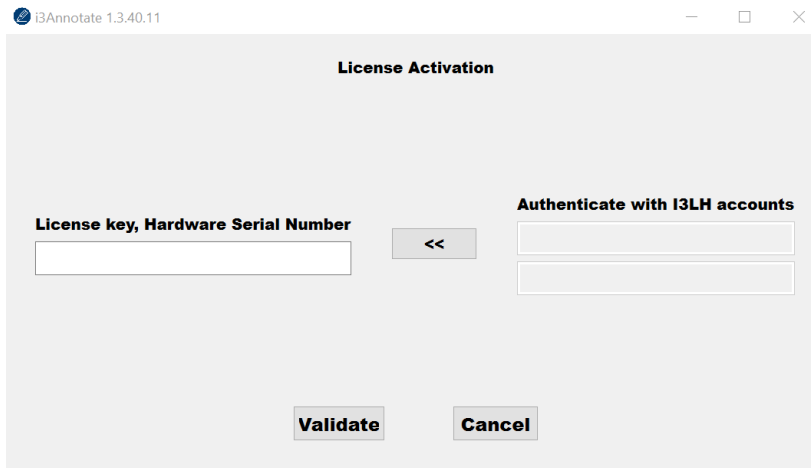 i3Annotate 1.3.40.11
License Activation
Authenticate with I3LH accounts
License key, Hardware Serial Number
<<
Validate
Cancel